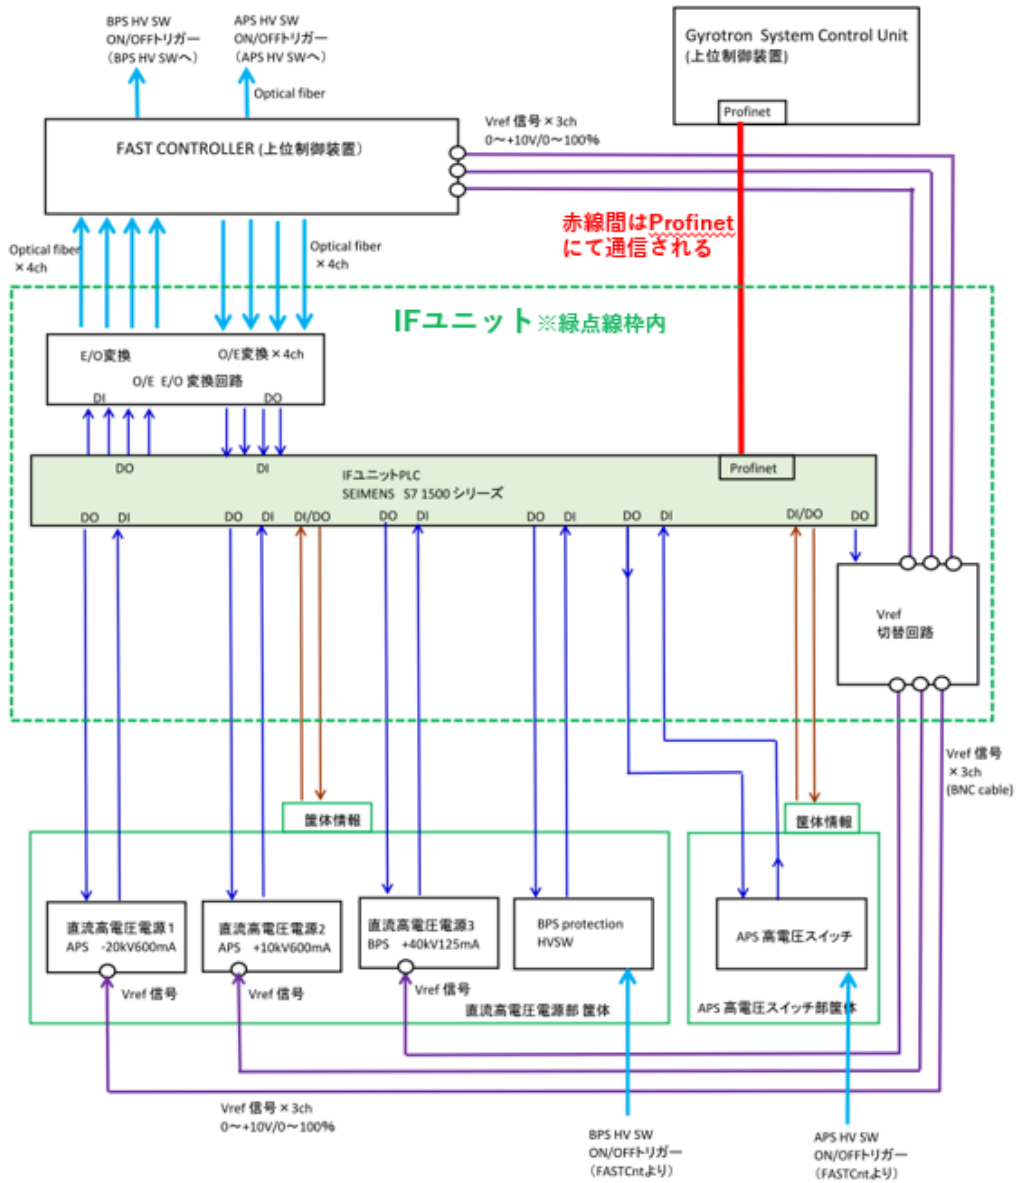 BPS HV SW
ON/OFFトリガー
（BPS HV SWへ）
APS HV SW
ON/OFFトリガー
（APS HV SWへ）
Optical fiber
Gyrotron System Control Unit
(上位制御装置)
Profinet
FAST CONTROLLER (上位制御装置）
Vref 信号×3ch
0～+10V/0～100%
Optical fiber
×4ch
Optical fiber
×4ch
赤線間はProfinet
にて通信される
IFユニット※緑点線枠内
E/O変換
O/E変換×4ch
O/E E/O 変換回路
DI
DO
DO
DI
IFユニットPLC
SEIMENS S7 1500 シリーズ
Profinet
DO
DI
DO
DI
DI/DO
DO
DI
DO
DI
DO
DI
DI/DO
DO
Vref
切替回路
Vref 信号
×3ch
(BNC cable)
筐体情報
筐体情報
直流高電圧電源1
APS -20kV600mA
直流高電圧電源2
APS +10kV600mA
直流高電圧電源3
BPS +40kV125mA
BPS protection
HVSW
APS 高電圧スイッチ
Vref 信号
Vref 信号
Vref 信号
直流高電圧電源部 筐体
APS 高電圧スイッチ部筐体
Vref 信号×3ch
0～+10V/0～100%
BPS HV SW
ON/OFFトリガー
（FASTCntより）
APS HV SW
ON/OFFトリガー
（FASTCntより）